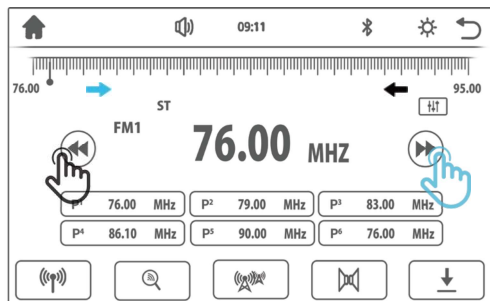 09:11
76.00 95.00
ST
FM1 76.00 MHZ
P1 76.00 MHz P2 79.00 MHz P3 83.00 MHz
P4 86.10 MHz P5 90.00 MHz P6 76.00 MHz